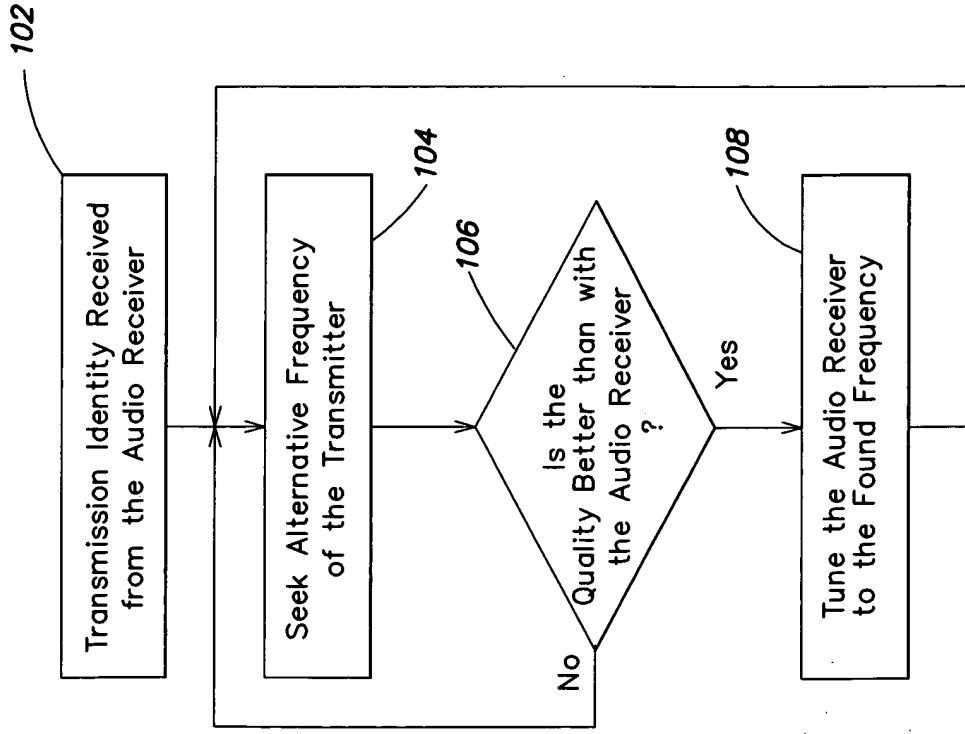 102
Transmission Identity Received
from the Audio Receiver
Seek Alternative Frequency
of the Transmitter
104
106
Is the
Quality Better than with
the Audio Receiver
?
No
Yes
108
Tune the Audio Receiver
to the Found Frequency